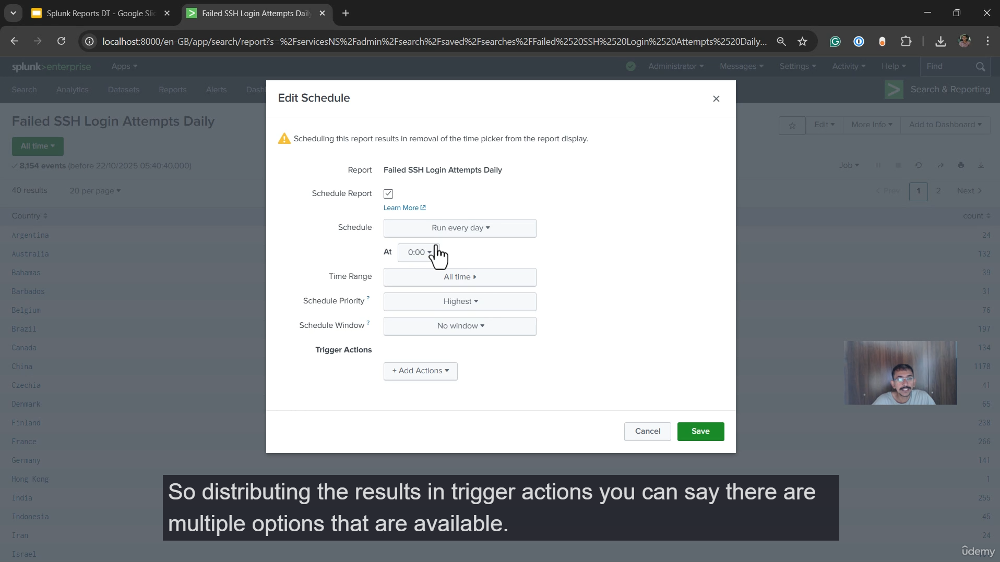 Splunk Reports DT - Google Slid
Failed SSH Login Attempts Daily
localhost:8000/en-GB/app/search/report?s=%2FservicesNS%2Fadmin%2Fsearch%2Fsaved%2Fsearches%2FFailed%2520SSH%2520Login%2520Attempts%2520Daily...
splunk>enterprise
Apps
Administrator
Messages
Settings
Activity
Help
Find
Search
Analytics
Datasets
Reports
Alerts
Dashb
Search & Reporting
Failed SSH Login Attempts Daily
Edit
More Info
Add to Dashboard
All time
8,154 events (before 22/10/2025 05:40:40.000)
Job
40 results
20 per page
Prev
1
2
Next
Country
count
Argentina 24
Australia 132
Bahamas 39
Barbados 31
Belgium 76
Brazil 197
Canada 134
China 1178
Czechia 41
Denmark 65
Finland 238
France 266
Germany 141
Hong Kong 1
India 255
Indonesia 45
Iran 24
Israel
Edit Schedule
Scheduling this report results in removal of the time picker from the report display.
Report Failed SSH Login Attempts Daily
Schedule Report
Learn More
Schedule Run every day
At 0:00
Time Range All time
Schedule Priority ? Highest
Schedule Window ? No window
Trigger Actions
+ Add Actions
Cancel
Save
So distributing the results in trigger actions you can say there are
multiple options that are available.
udemy